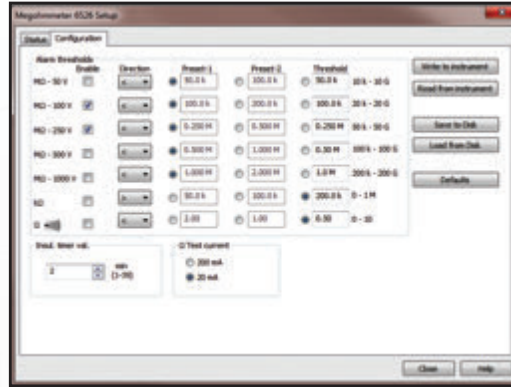 Megohmmeter 6526 Setup
Status Configuration
Alarm thresholds
Enable Direction Preset-1 Preset-2 Threshold
MΩ - 50 V < 50.0 k 100.0 k 50.0 k 10 k - 10 G
MΩ - 100 V < 100.0 k 200.0 k 100.0 k 20 k - 20 G
MΩ - 250 V < 0.250 M 0.500 M 0.250 M 50 k - 50 G
MΩ - 500 V < 0.500 M 1.000 M 0.50 M 100 k - 100 G
MΩ - 1000 V < 1.000 M 2.000 M 1.0 M 200 k - 200 G
kΩ 50.0 k 100.0 k 200.0 k 0 - 1 M
Ω 2.00 1.00 0.50 0 - 10
Insul. timer val.
2 min
(1-39)
Ω Test current
200 mA
20 mA
Write to instrument
Read from instrument
Save to Disk
Load from Disk
Defaults
Close Help